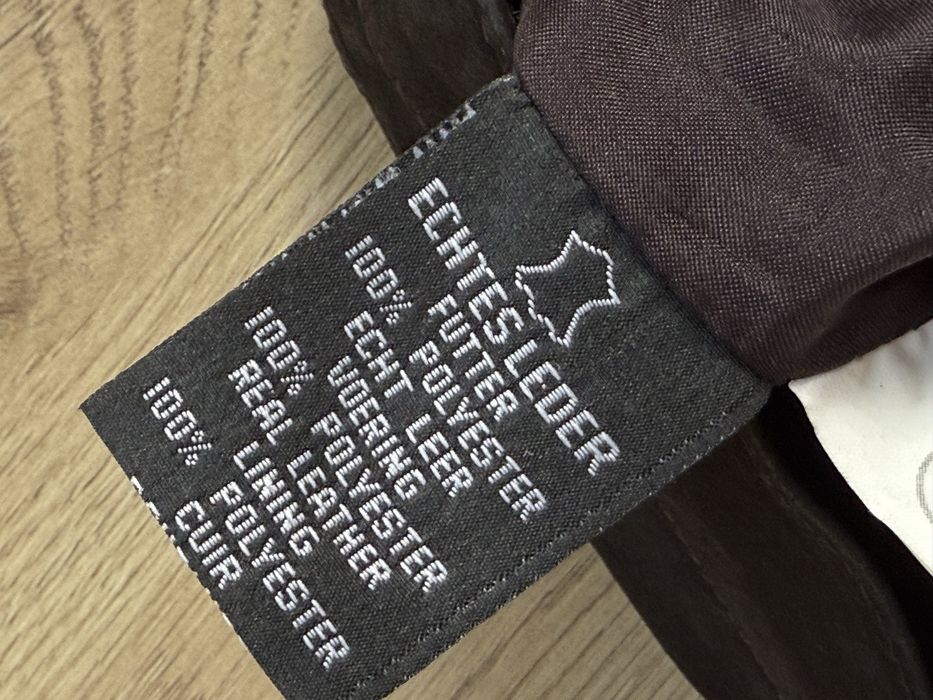 ECHTES LEDER
FUTTER
100% POLYESTER
ECHT LEER
VOERING
100% POLYESTER
REAL LEATHER
LINING
100% POLYESTER
CUIR